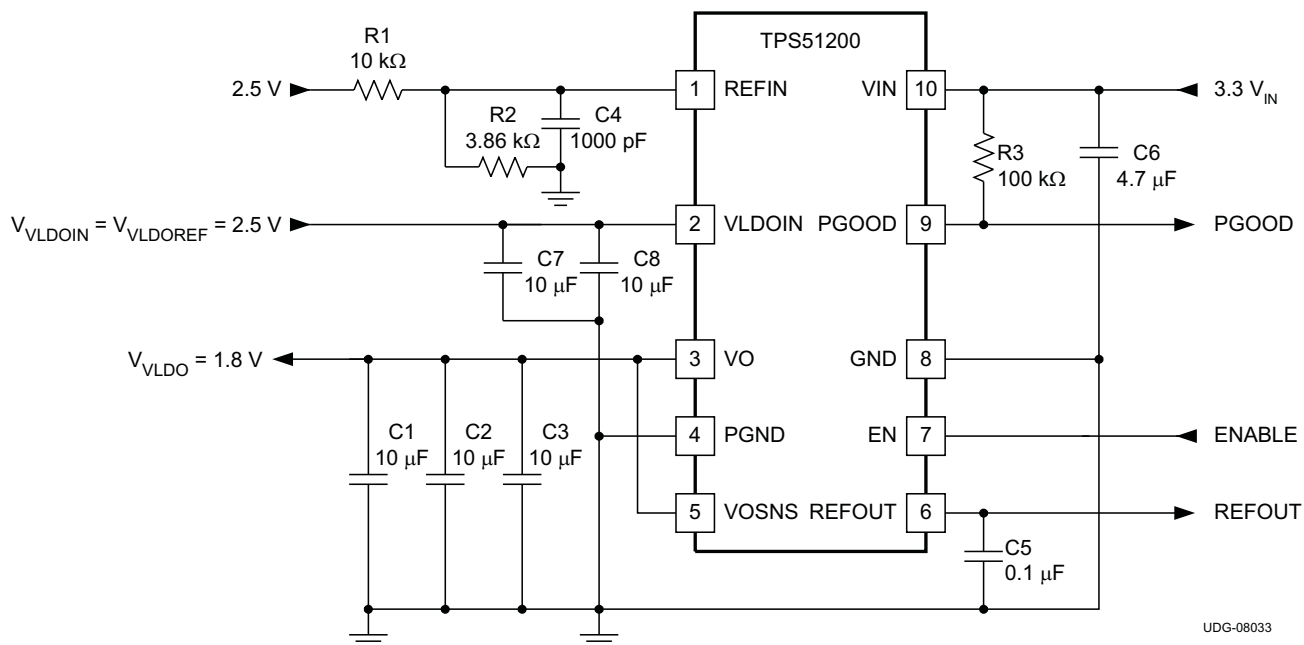 TPS51200
R1
10 kΩ
2.5 V
1 REFIN
VIN 10
3.3 V_IN
R2
3.86 kΩ
C4
1000 pF
R3
100 kΩ
C6
4.7 μF
V_VLDOIN = V_VLDOREF = 2.5 V
2 VLDOIN
PGOOD 9
PGOOD
C7
10 μF
C8
10 μF
V_VLDO = 1.8 V
3 VO
GND 8
C1
10 μF
C2
10 μF
C3
10 μF
4 PGND
EN 7
ENABLE
5 VOSNS
REFOUT 6
REFOUT
C5
0.1 μF
UDG-08033